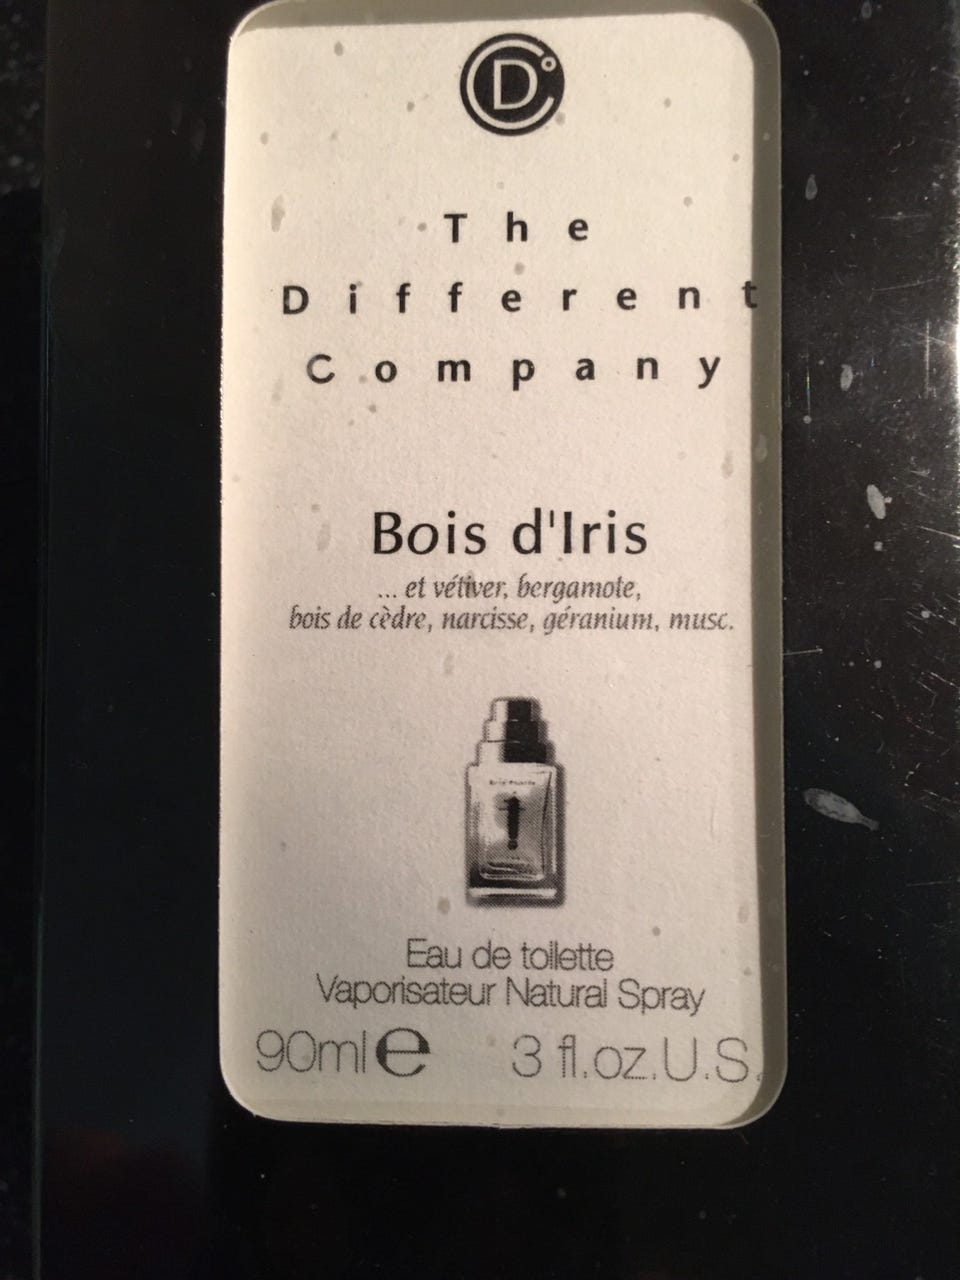 D
The
Different
Company
Bois d'Iris
... et vétiver, bergamote,
bois de cèdre, narcisse, géranium, musc.
Eau de toilette
Vaporisateur Natural Spray
90ml e 3 fl.oz.U.S.